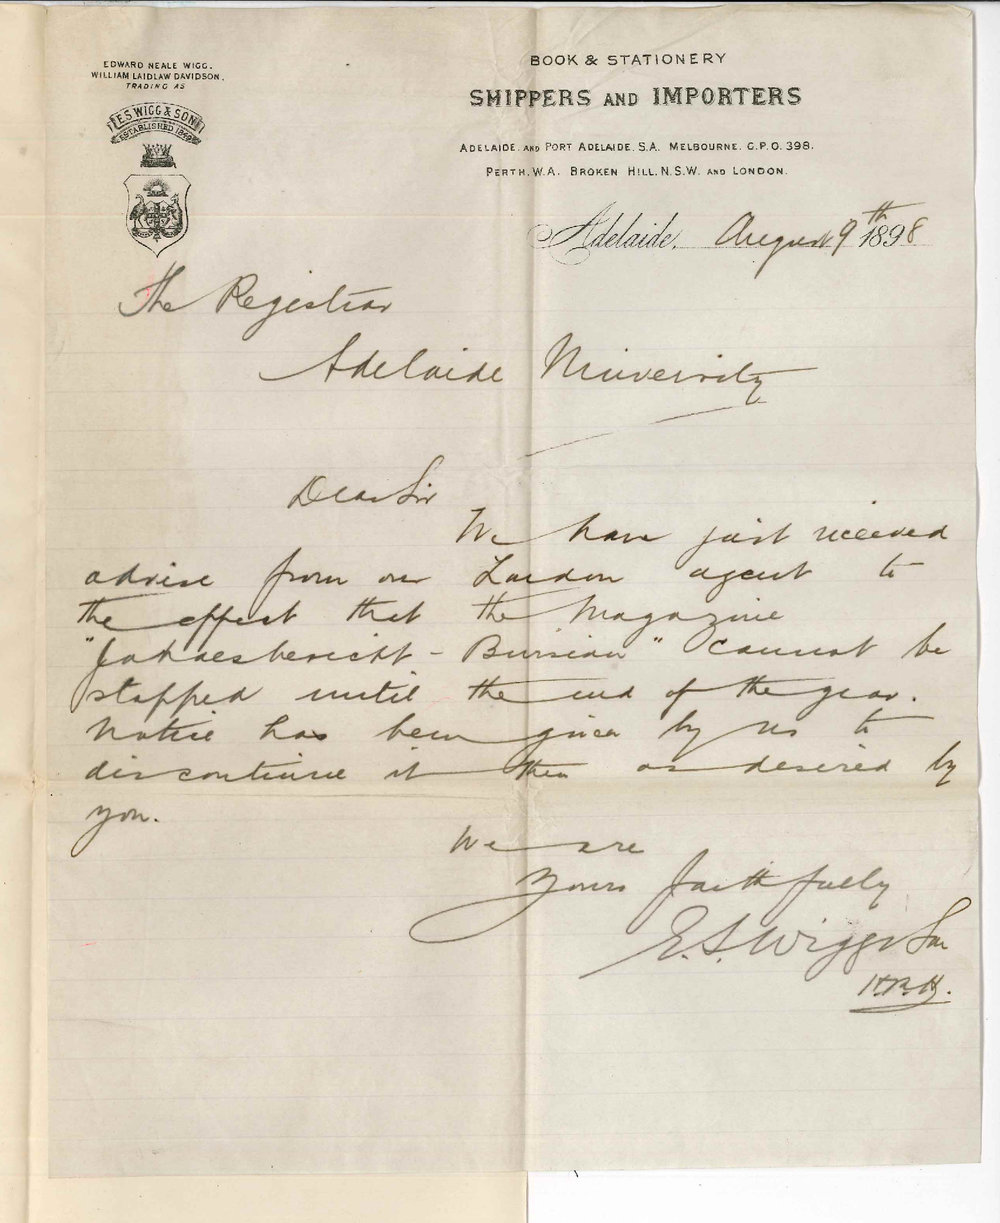 EDWARD NEALE WIGG.
WILLIAM LAIDLAW DAVIDSON.
TRADING AS
E S WIGG & SON
ESTABLISHED 1849
BOOK & STATIONERY
SHIPPERS AND IMPORTERS
ADELAIDE. AND PORT ADELAIDE. S.A. MELBOURNE. G.P.O. 398.
PERTH. W.A. BROKEN HILL. N.S.W. AND LONDON.
Adelaide, August 9th 1898
The Registrar
Adelaide University
Dear Sir
We have just received
advise from our London agent to
the effect that the Magazine
"Jahresbericht - Bursian" cannot be
stopped until the end of the year.
Notice has been given by us to
discontinue it then as desired by
you.
We are
Yours faithfully
E. S. Wigg & Son